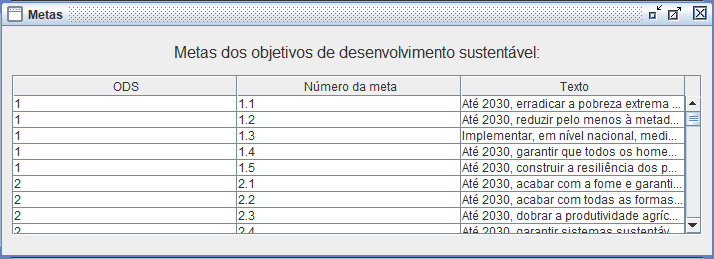 Metas
Metas dos objetivos de desenvolvimento sustentável:
ODS Número da meta Texto
1 1.1 Até 2030, erradicar a pobreza extrema ...
1 1.2 Até 2030, reduzir pelo menos à metad...
1 1.3 Implementar, em nível nacional, medi...
1 1.4 Até 2030, garantir que todos os home...
1 1.5 Até 2030, construir a resiliência dos p...
2 2.1 Até 2030, acabar com a fome e garanti...
2 2.2 Até 2030, acabar com todas as formas...
2 2.3 Até 2030, dobrar a produtividade agríc...
2 2.4 Até 2030, garantir sistemas sustentáv...